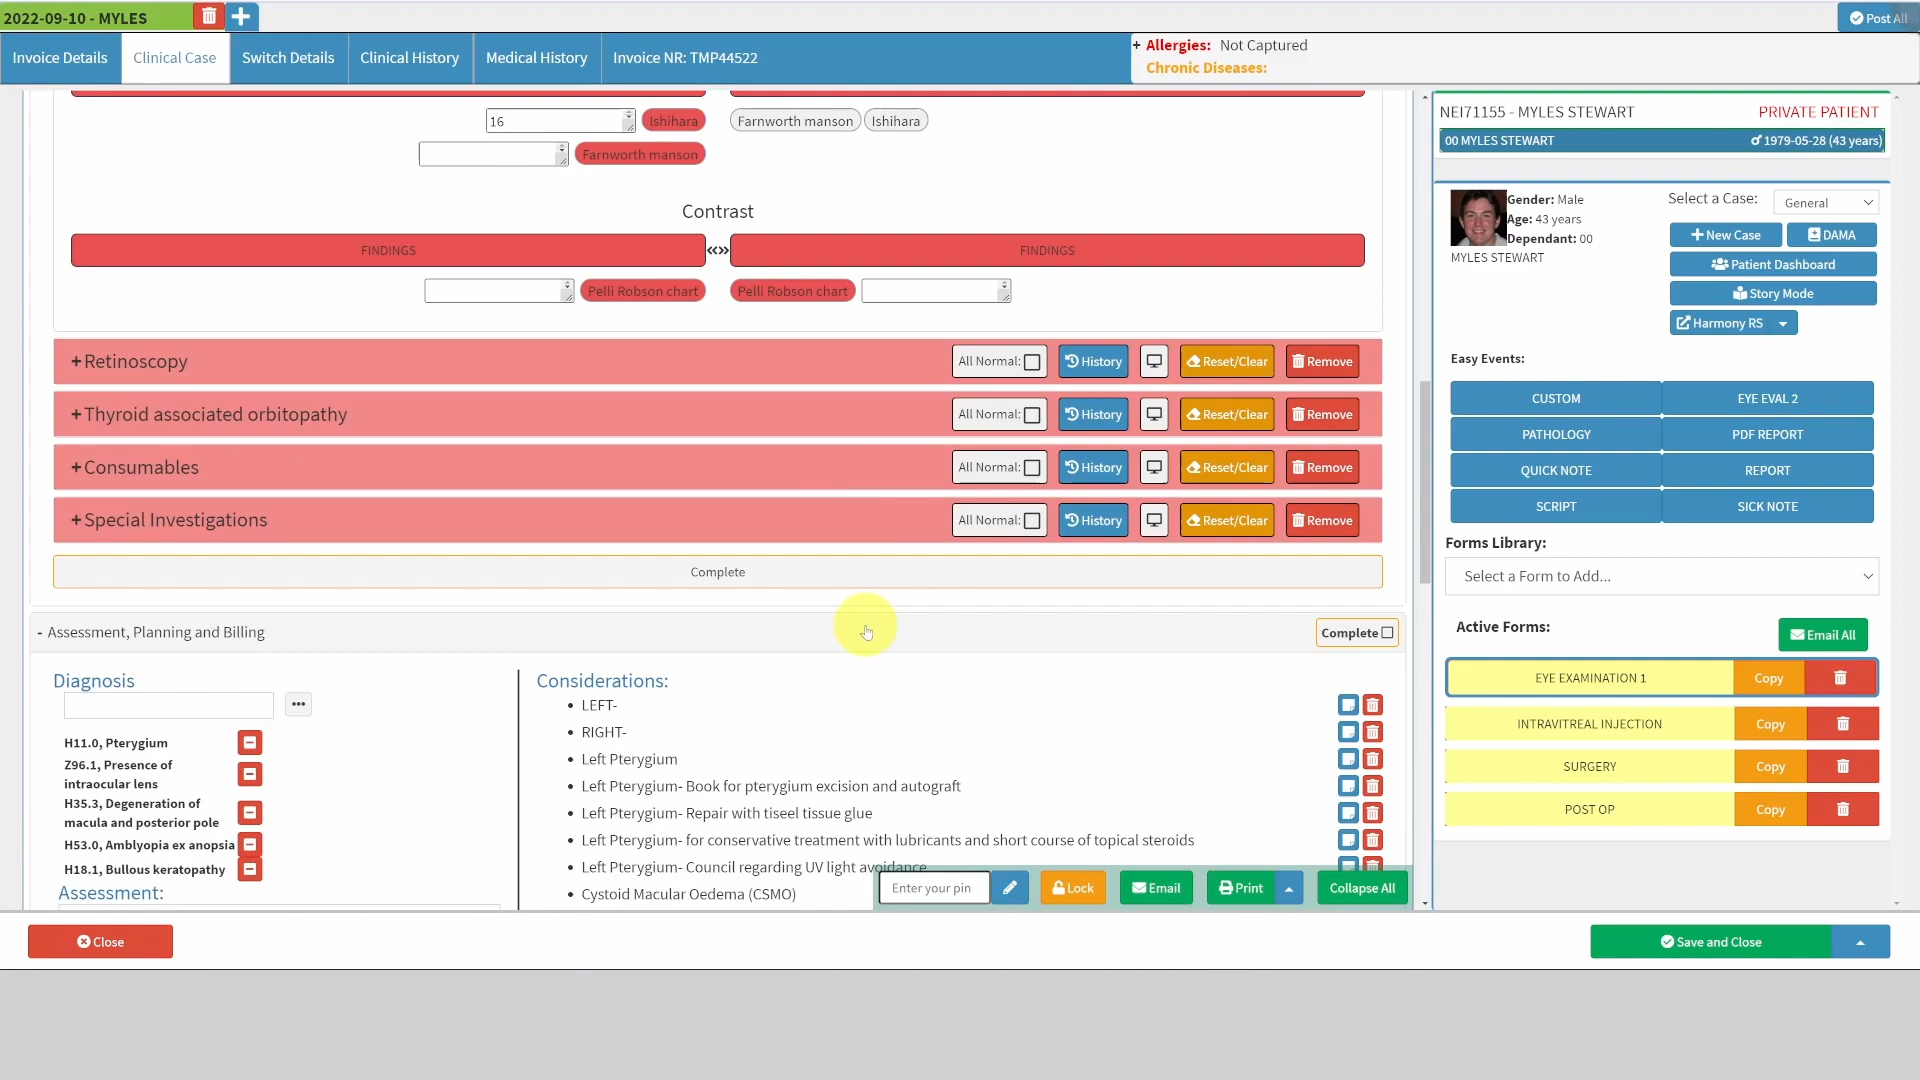 2022-09-10 - MYLES
Post All
Invoice Details Clinical Case Switch Details Clinical History Medical History Invoice NR: TMP44522
+ Allergies: Not Captured
Chronic Diseases:
16 Ishihara Farnworth manson Ishihara
Farnworth manson
Contrast
FINDINGS «» FINDINGS
Pelli Robson chart Pelli Robson chart
+Retinoscopy All Normal: History Reset/Clear Remove
+Thyroid associated orbitopathy All Normal: History Reset/Clear Remove
+Consumables All Normal: History Reset/Clear Remove
+Special Investigations All Normal: History Reset/Clear Remove
Complete
- Assessment, Planning and Billing Complete
Diagnosis
H11.0, Pterygium
Z96.1, Presence of
intraocular lens
H35.3, Degeneration of
macula and posterior pole
H53.0, Amblyopia ex anopsia
H18.1, Bullous keratopathy
Assessment:
Considerations:
• LEFT-
• RIGHT-
• Left Pterygium
• Left Pterygium- Book for pterygium excision and autograft
• Left Pterygium- Repair with tiseel tissue glue
• Left Pterygium- for conservative treatment with lubricants and short course of topical steroids
• Left Pterygium- Council regarding UV light avoidance
• Cystoid Macular Oedema (CSMO)
Enter your pin Lock Email Print Collapse All
NEI71155 - MYLES STEWART PRIVATE PATIENT
00 MYLES STEWART ♂ 1979-05-28 (43 years)
Gender: Male
Age: 43 years
Dependant: 00
MYLES STEWART
Select a Case: General
New Case DAMA
Patient Dashboard
Story Mode
Harmony RS
Easy Events:
CUSTOM EYE EVAL 2
PATHOLOGY PDF REPORT
QUICK NOTE REPORT
SCRIPT SICK NOTE
Forms Library:
Select a Form to Add...
Active Forms: Email All
EYE EXAMINATION 1 Copy
INTRAVITREAL INJECTION Copy
SURGERY Copy
POST OP Copy
Close Save and Close